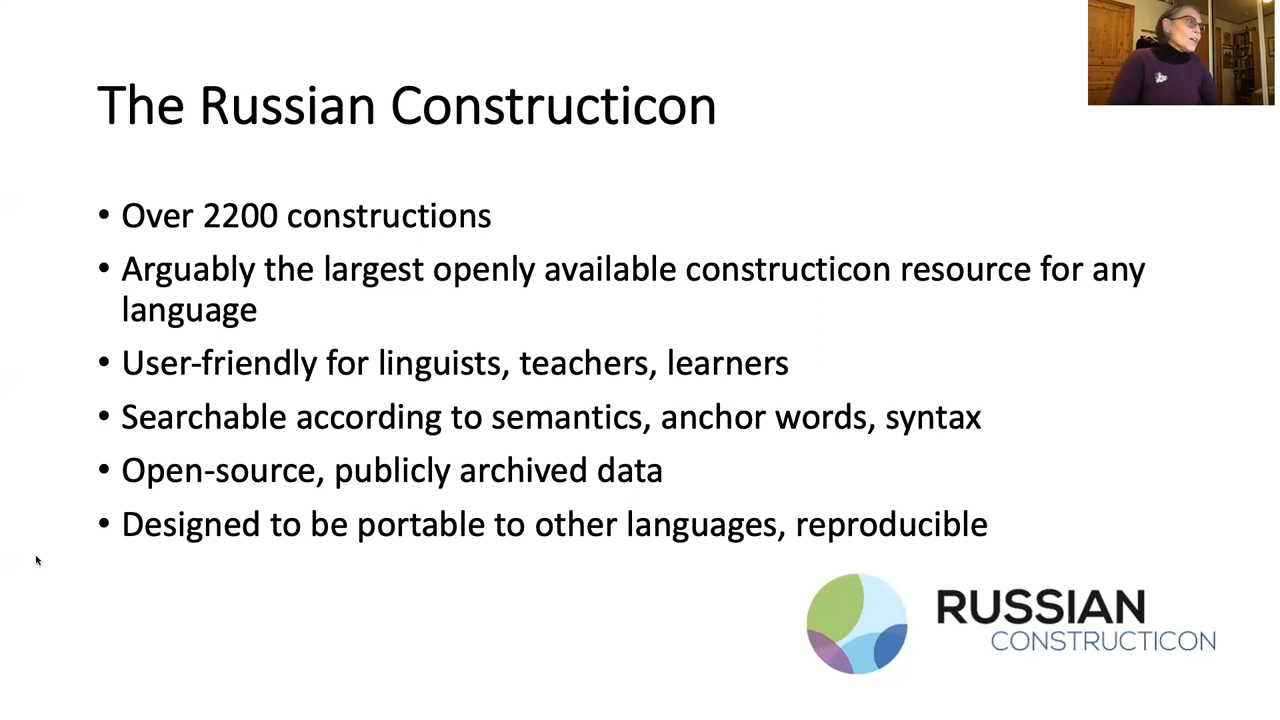 The Russian Constructicon
• Over 2200 constructions
• Arguably the largest openly available constructicon resource for any
language
• User-friendly for linguists, teachers, learners
• Searchable according to semantics, anchor words, syntax
• Open-source, publicly archived data
• Designed to be portable to other languages, reproducible
RUSSIAN
CONSTRUCTICON